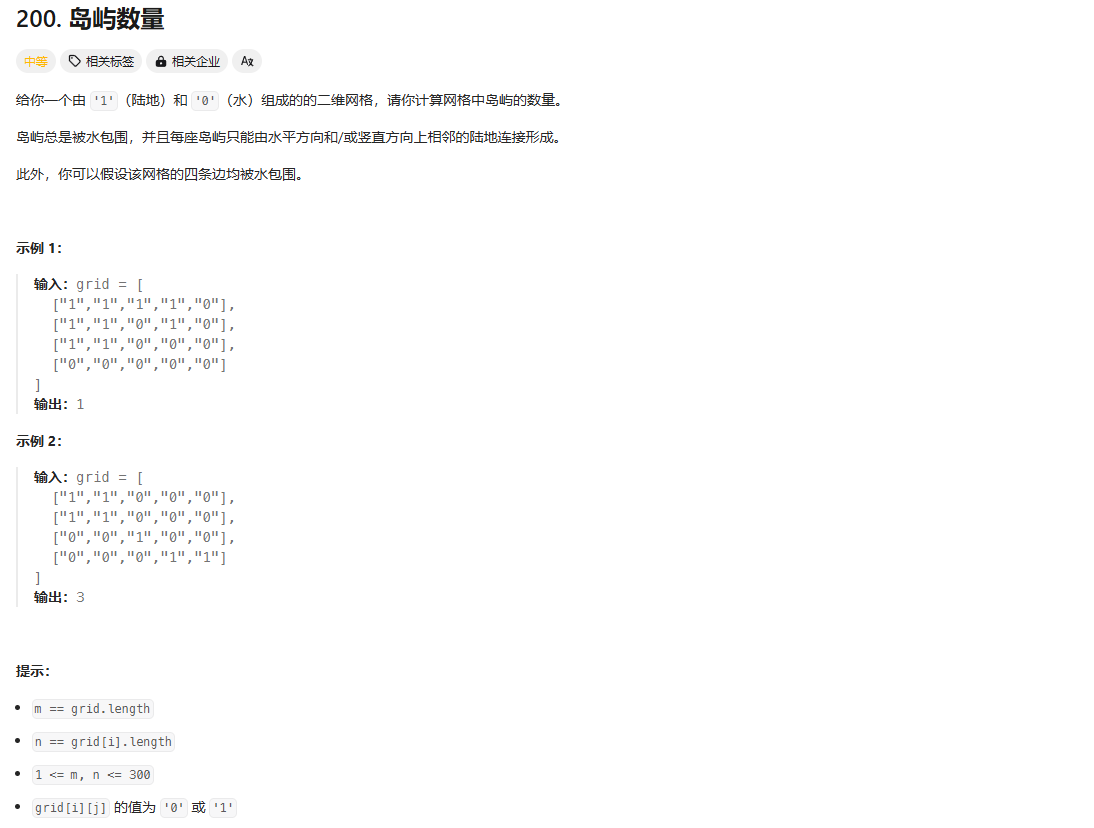 200. 岛屿数量
中等 相关标签 相关企业 A文
给你一个由 '1'（陆地）和 '0'（水）组成的的二维网格，请你计算网格中岛屿的数量。
岛屿总是被水包围，并且每座岛屿只能由水平方向和/或竖直方向上相邻的陆地连接形成。
此外，你可以假设该网格的四条边均被水包围。
示例 1：
输入：grid = [
["1","1","1","1","0"],
["1","1","0","1","0"],
["1","1","0","0","0"],
["0","0","0","0","0"]
]
输出：1
示例 2：
输入：grid = [
["1","1","0","0","0"],
["1","1","0","0","0"],
["0","0","1","0","0"],
["0","0","0","1","1"]
]
输出：3
提示：
m == grid.length
n == grid[i].length
1 <= m, n <= 300
grid[i][j] 的值为 '0' 或 '1'